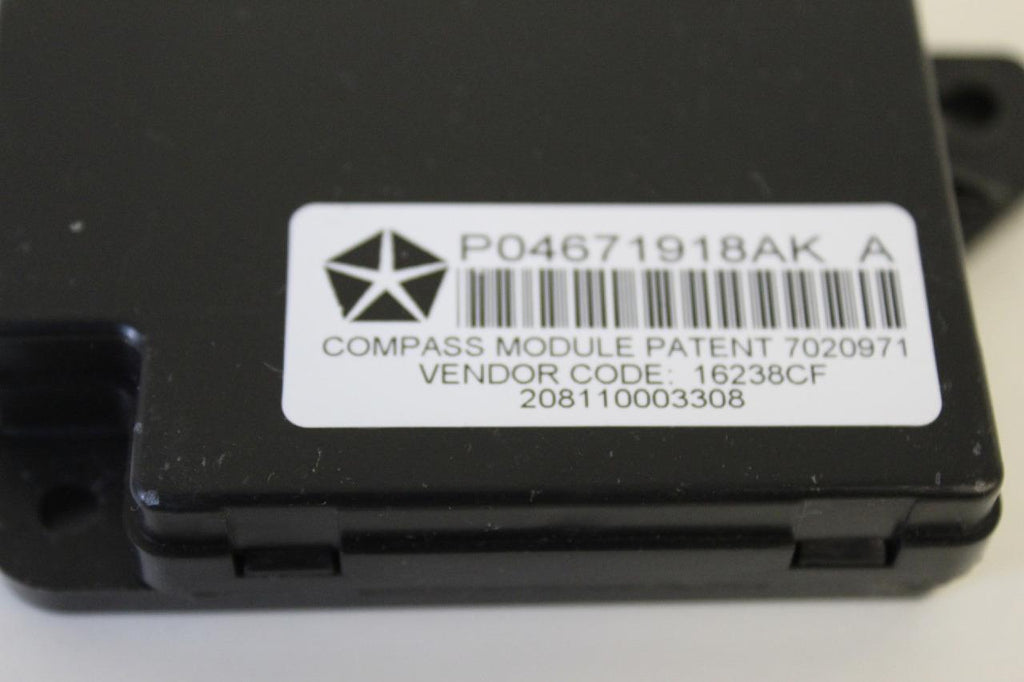 P04671918AK A
COMPASS MODULE PATENT 7020971
VENDOR CODE: 16238CF
208110003308